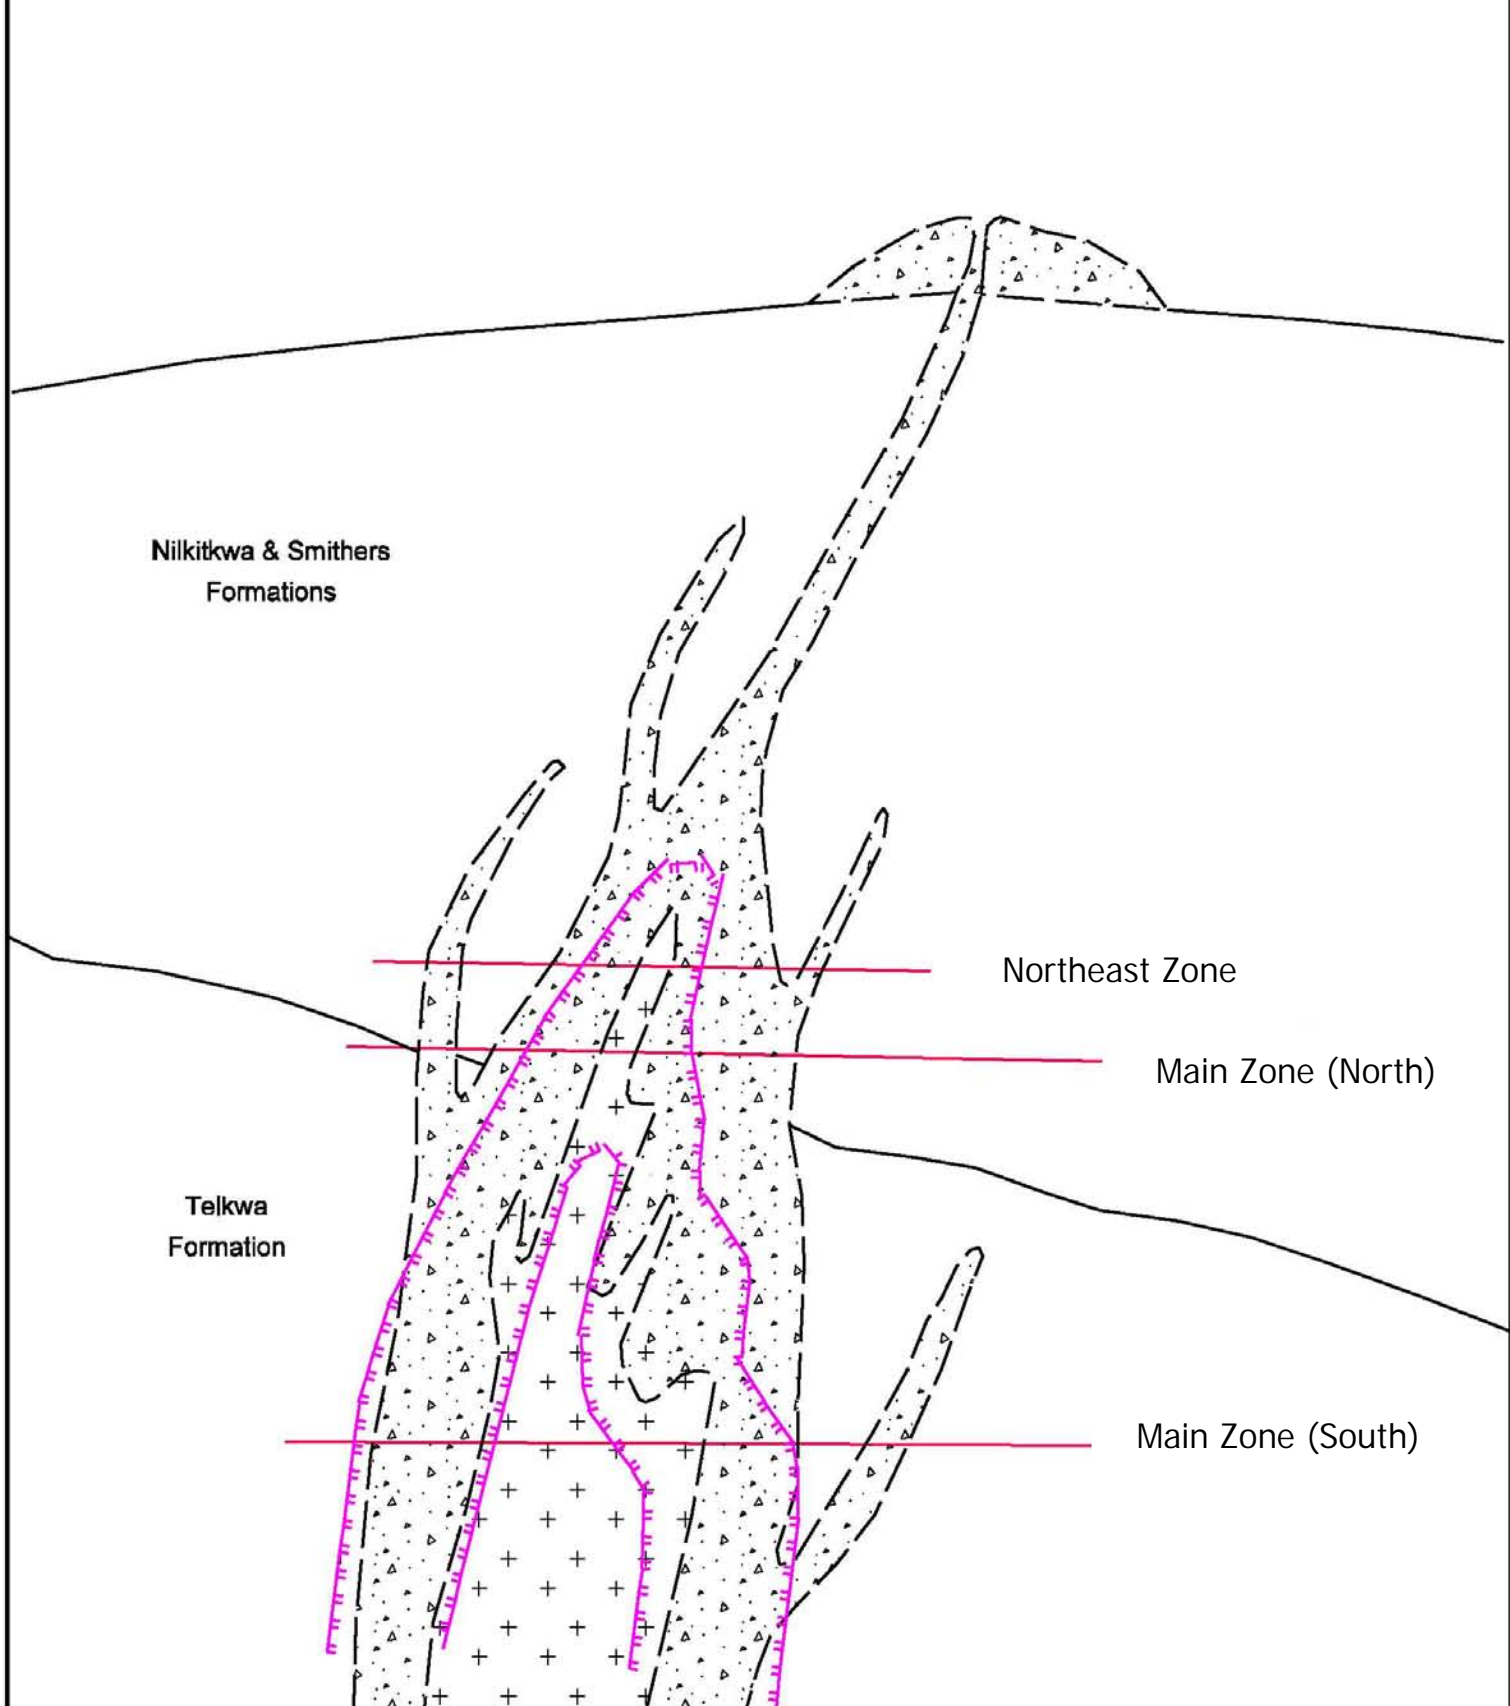 Nilkitkwa & Smithers
Formations
Northeast Zone
Main Zone (North)
Telkwa
Formation
Main Zone (South)